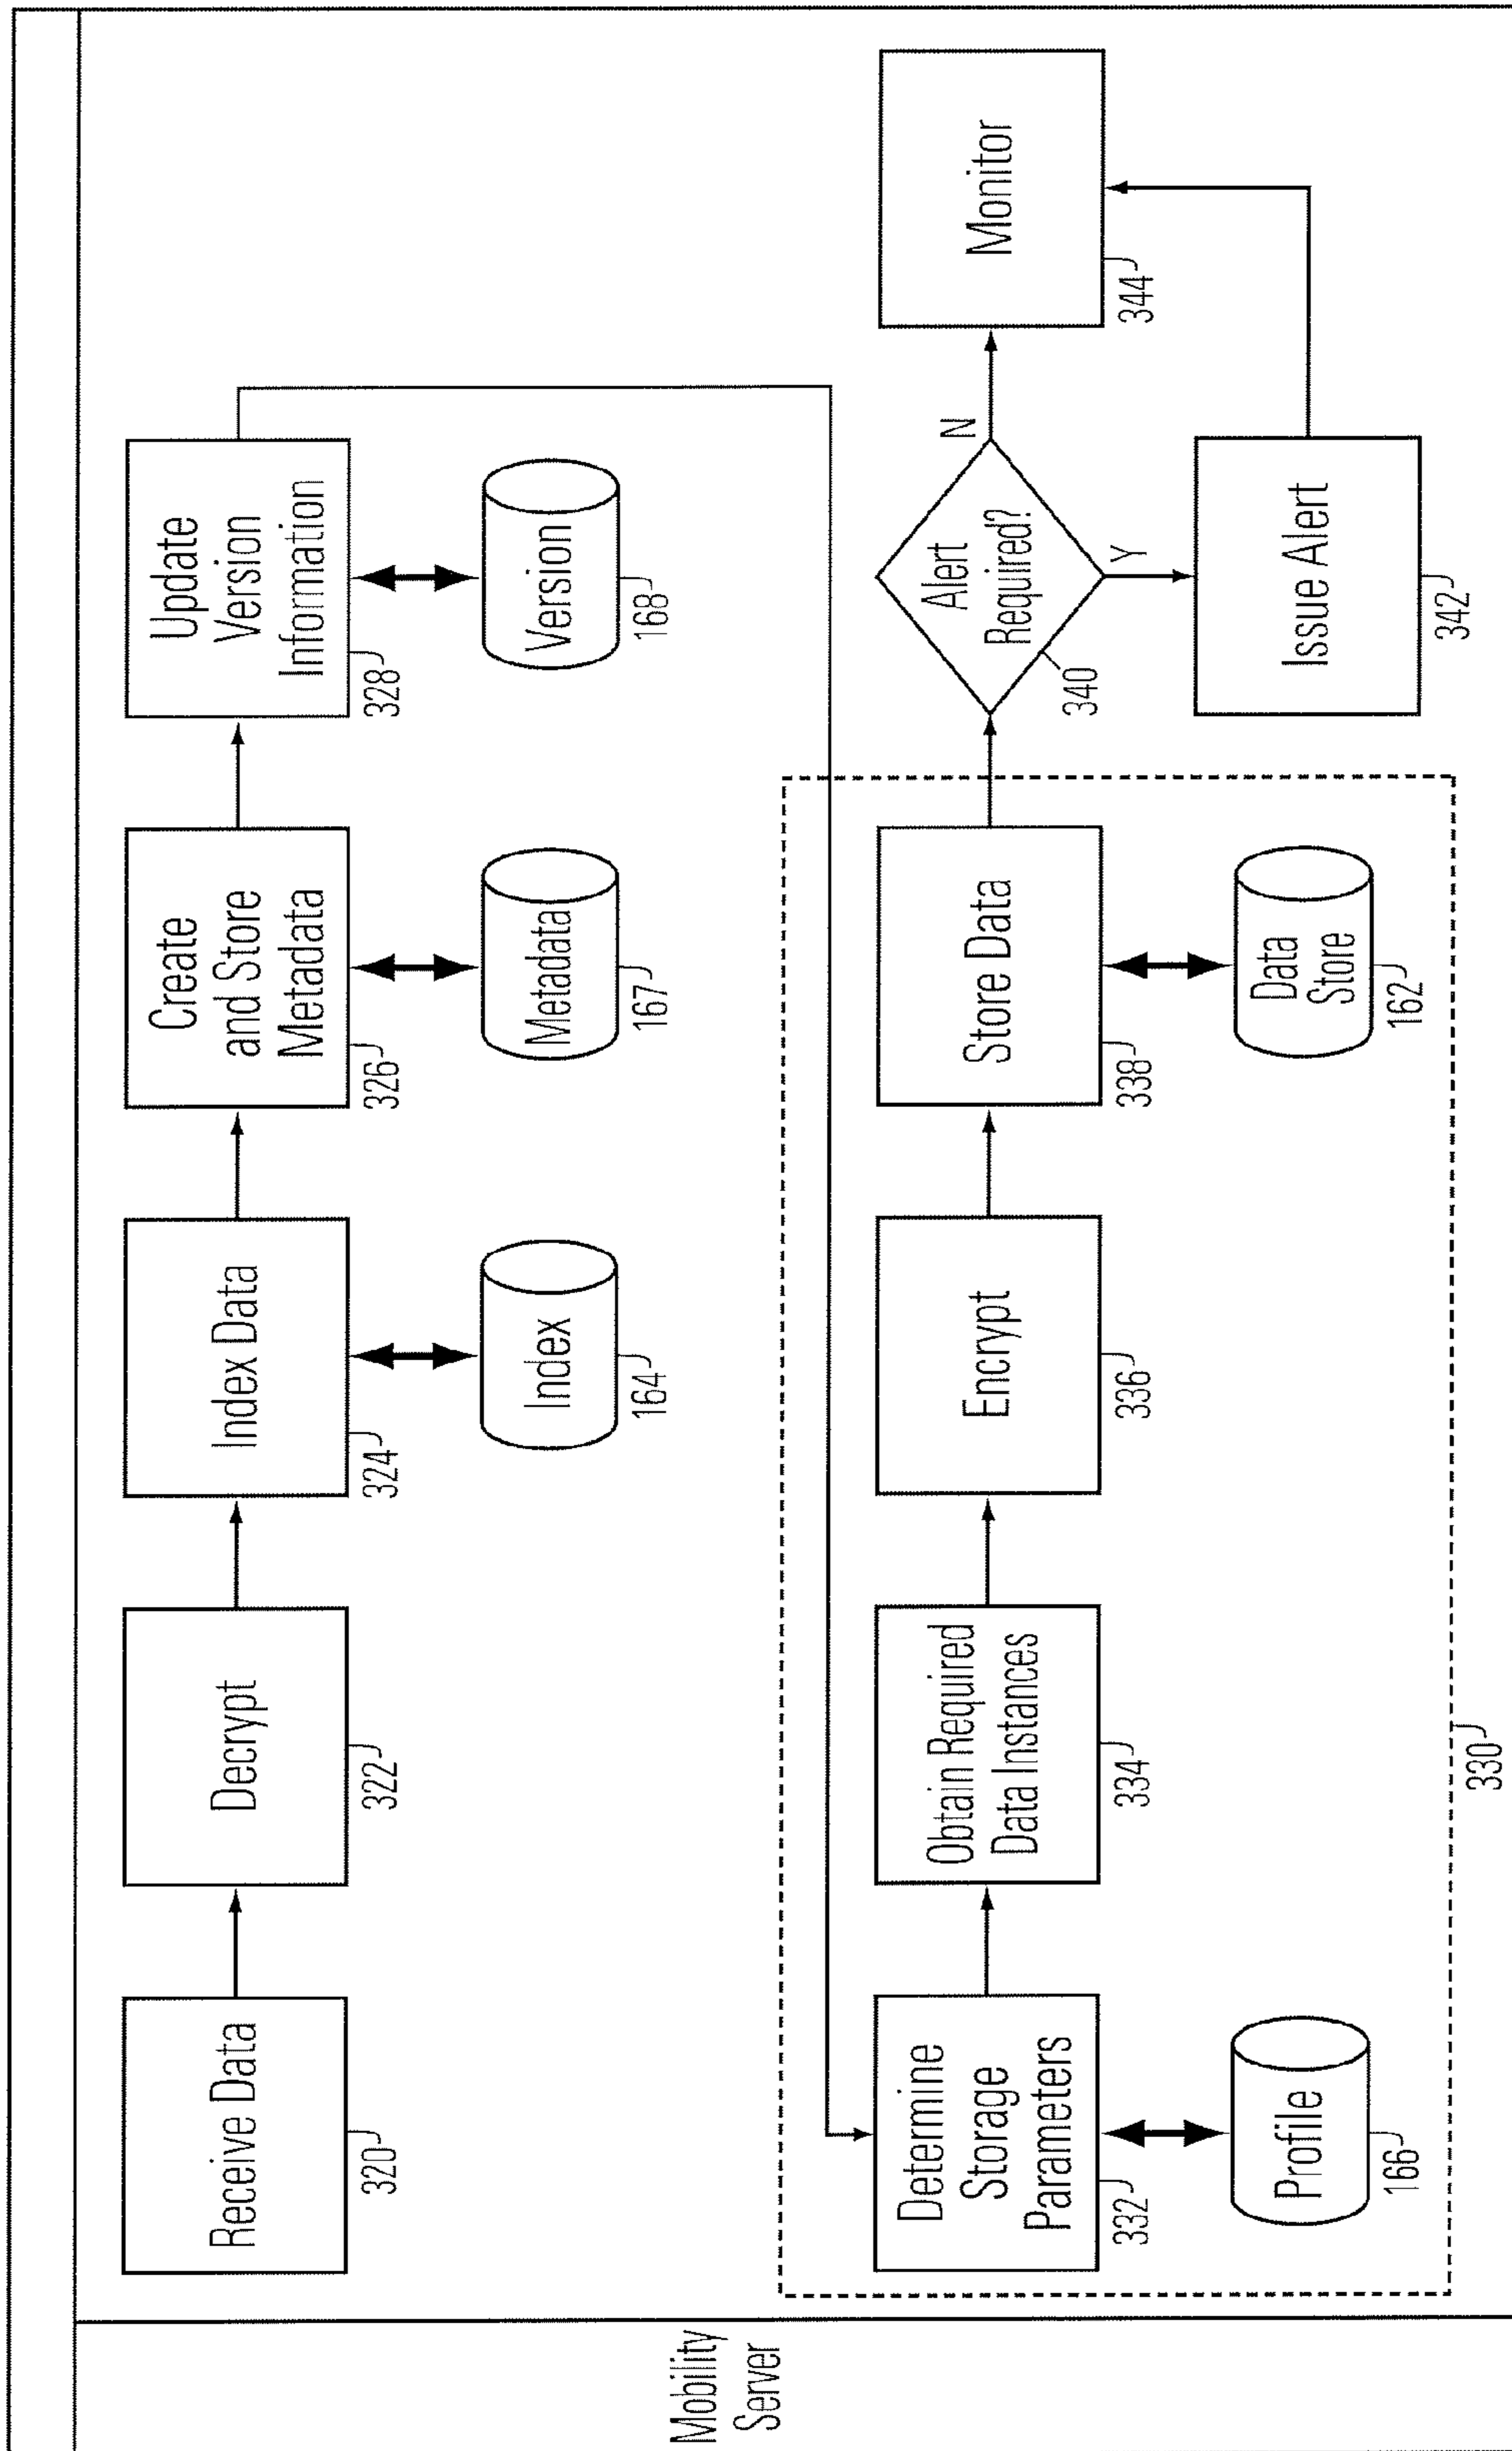 Mobility
Server
Receive Data
320
Decrypt
322
Index Data
324
Index
164
Create
and Store
Metadata
326
Metadata
167
Update
Version
Information
328
Version
168
Determine
Storage
Parameters
332
Profile
166
Obtain Required
Data Instances
334
Encrypt
336
Store Data
338
Data
Store
162
330
Alert
Required?
340
N
Y
Issue Alert
342
Monitor
344